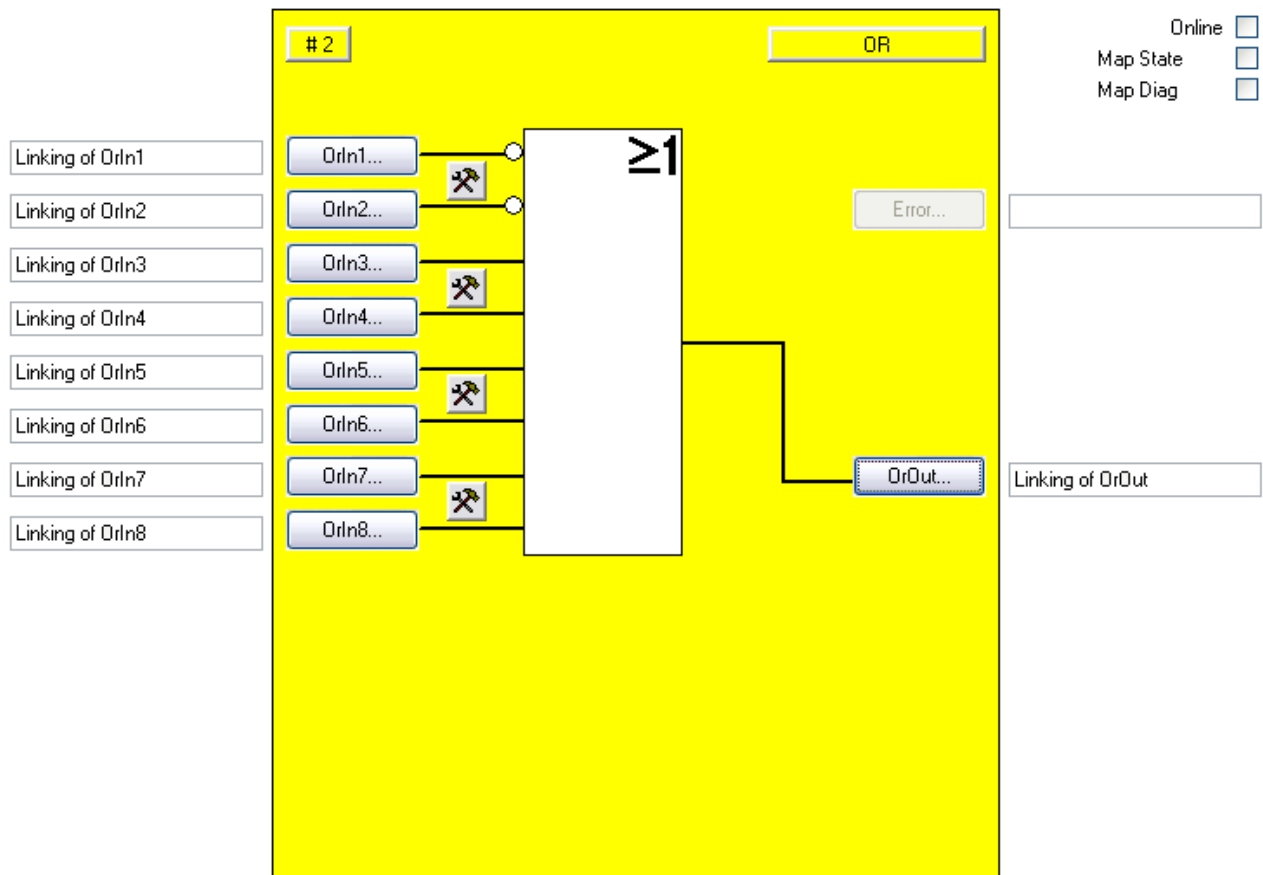 # 2
OR
Online
Map State
Map Diag
≥1
Linking of OrIn1
OrIn1...
Linking of OrIn2
OrIn2...
Error...
Linking of OrIn3
OrIn3...
Linking of OrIn4
OrIn4...
Linking of OrIn5
OrIn5...
Linking of OrIn6
OrIn6...
Linking of OrIn7
OrIn7...
OrOut...
Linking of OrOut
Linking of OrIn8
OrIn8...